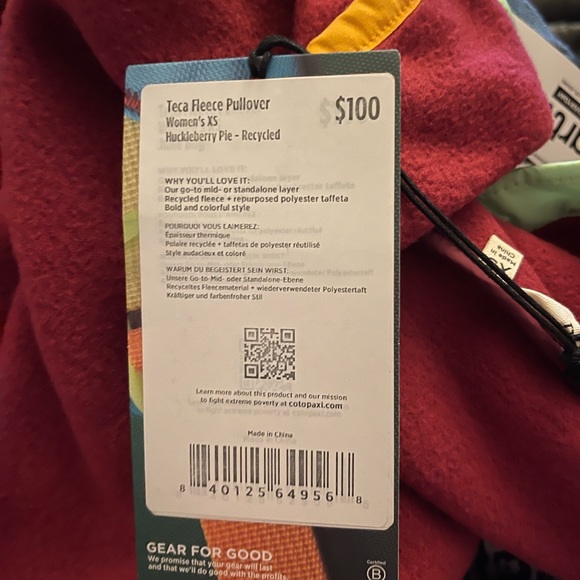 Teca Fleece Pullover
$100
Women's XS
Huckleberry Pie - Recycled
WHY YOU'LL LOVE IT:
Our go-to mid- or standalone layer
Recycled fleece + repurposed polyester taffeta
Bold and colorful style
POURQUOI VOUS L'AIMEREZ:
Épaisseur thermique
Polaire recyclée + taffetas de polyester réutilisé
Style audacieux et coloré
WARUM DU BEGEISTERT SEIN WIRST:
Unsere Go-to-Mid- oder Standalone-Ebene
Recyceltes Fleecematerial + wiederverwendeter Polyestertaft
Kräftiger und farbenfroher Stil
Learn more about this product and our mission
to fight extreme poverty at cotopaxi.com
Made in China
8 40125 64956 8
GEAR FOR GOOD
We promise that your gear will last
and that we'll do good with the profits.
Certified
B
XS
Made in
China